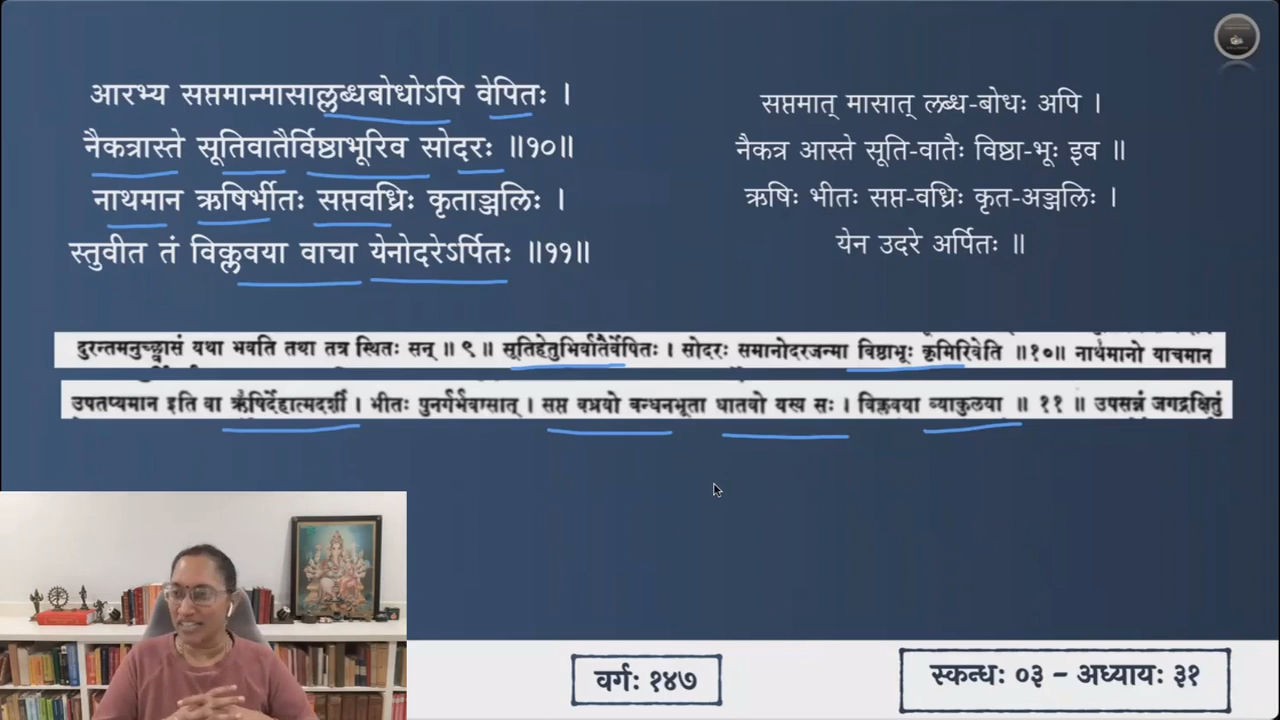 आरभ्य सप्तमान्मासाल्लब्धबोधोऽपि वेपितः ।
नैकत्रास्ते सूतिवातैर्विष्ठाभूरिव सोदरः ॥१०॥
नाथमान ऋषिर्भीतः सप्तवध्रिः कृताञ्जलिः ।
स्तुवीत तं विक्लवया वाचा येनोदरेऽर्पितः ॥११॥
सप्तमात् मासात् लब्ध-बोधः अपि ।
नैकत्र आस्ते सूति-वातैः विष्ठा-भूः इव ॥
ऋषिः भीतः सप्त-वध्रिः कृत-अञ्जलिः ।
येन उदरे अर्पितः ॥
दुरन्तमनुच्छ्वासं यथा भवति तथा तत्र स्थितः सन् ॥ ९ ॥ सूतिहेतुभिर्वातैर्वेपितः । सोदरः समानोदरजन्मा विष्ठाभूः कृमिरिवेति ॥१०॥ नाथमानो याचमान
उपतप्यमान इति वा ऋषिर्देहात्मदर्शी । भीतः पुनर्गर्भवासात् । सप्त वध्रयो बन्धनभूता धातवो यस्य सः । विक्लवया व्याकुलया ॥ ११ ॥ उपसन्नं जगद्रक्षितुं
वर्गः १४७
स्कन्धः ०३ – अध्यायः ३१